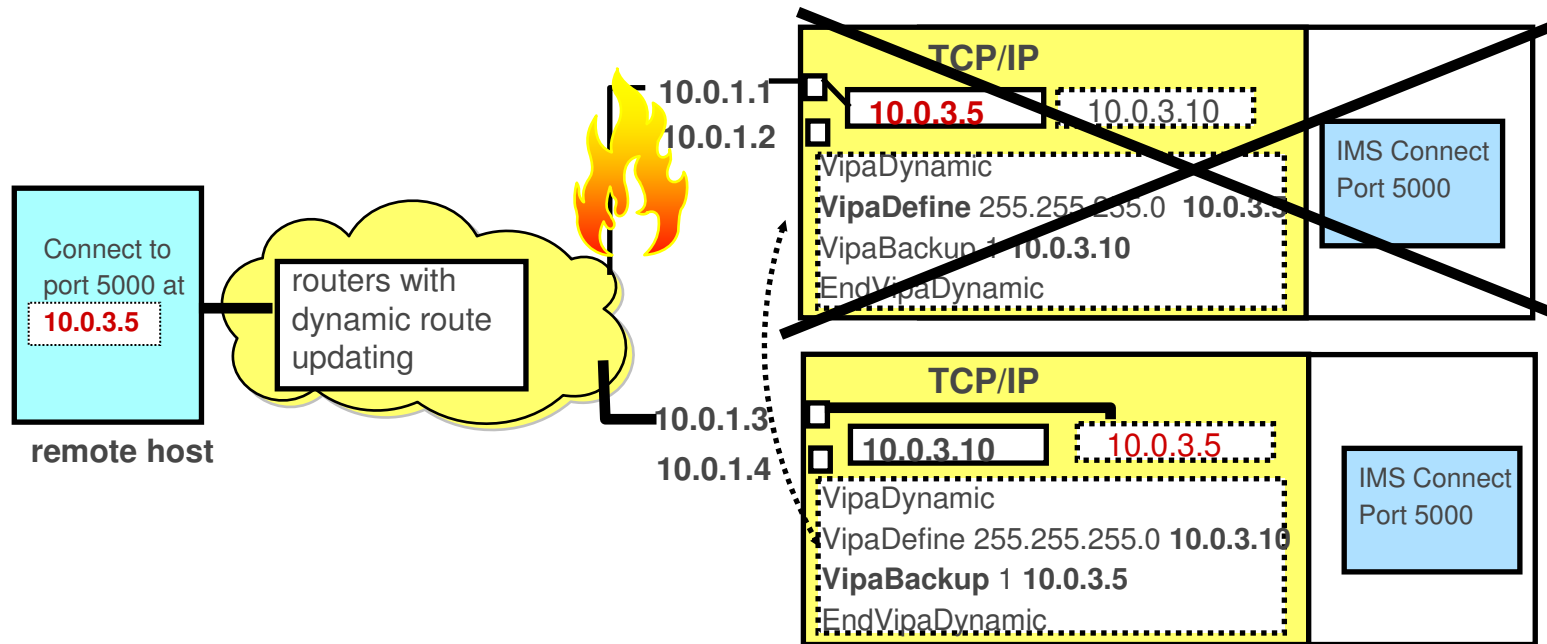 Connect to
port 5000 at
10.0.3.5
remote host
routers with
dynamic route
updating
10.0.1.1
10.0.1.2
10.0.1.3
10.0.1.4
TCP/IP
10.0.3.5 10.0.3.10
VipaDynamic
VipaDefine 255.255.255.0 10.0.3.5
VipaBackup 1 10.0.3.10
EndVipaDynamic
IMS Connect
Port 5000
TCP/IP
10.0.3.10 10.0.3.5
VipaDynamic
VipaDefine 255.255.255.0 10.0.3.10
VipaBackup 1 10.0.3.5
EndVipaDynamic
IMS Connect
Port 5000